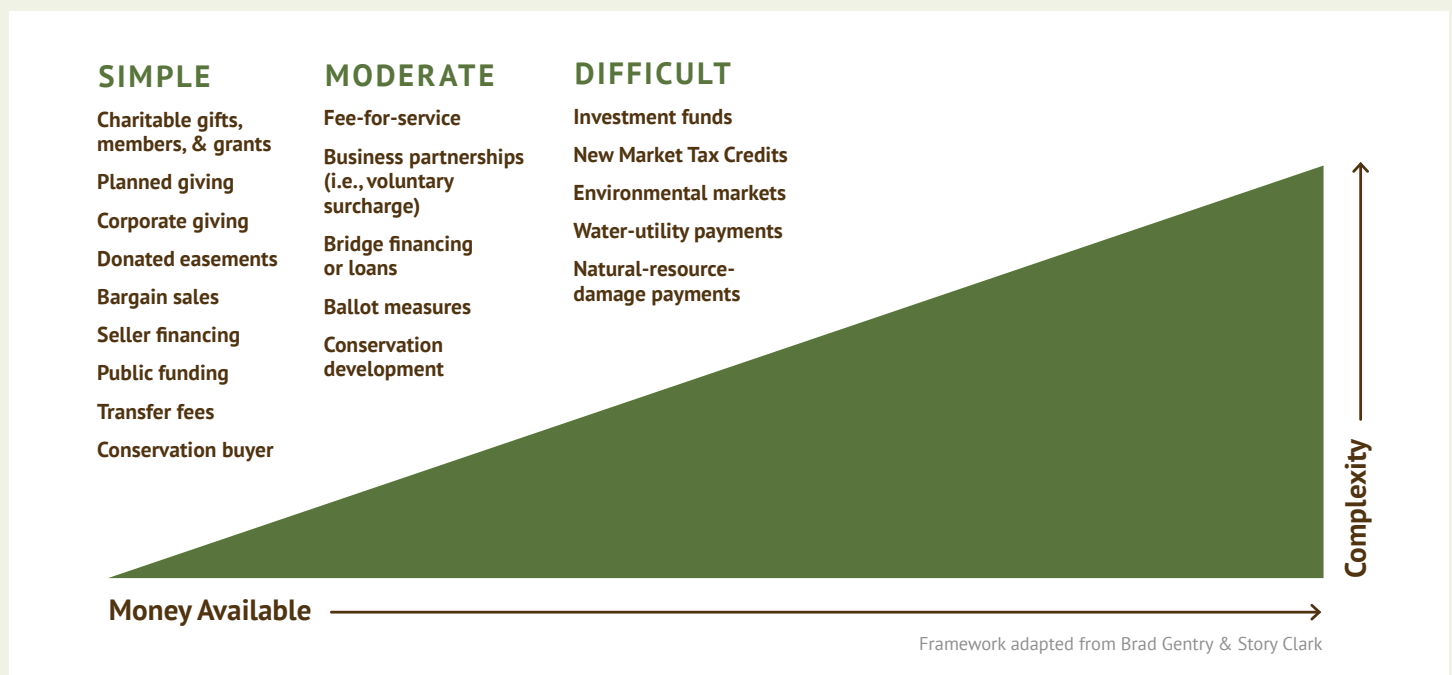 SIMPLE
Charitable gifts,
members, & grants
Planned giving
Corporate giving
Donated easements
Bargain sales
Seller financing
Public funding
Transfer fees
Conservation buyer
MODERATE
Fee-for-service
Business partnerships
(i.e., voluntary
surcharge)
Bridge financing
or loans
Ballot measures
Conservation
development
DIFFICULT
Investment funds
New Market Tax Credits
Environmental markets
Water-utility payments
Natural-resource-
damage payments
Complexity
Money Available
Framework adapted from Brad Gentry & Story Clark